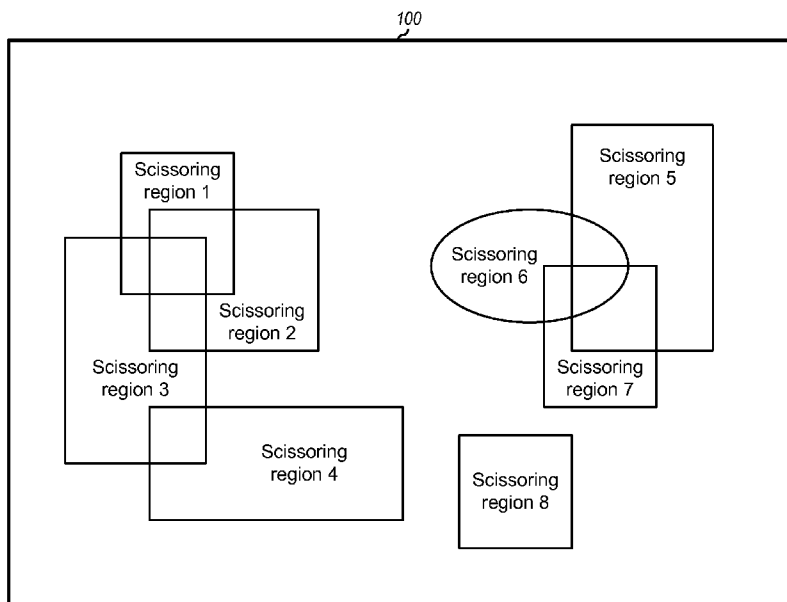 100
Scissoring
region 1
Scissoring
region 5
Scissoring
region 6
Scissoring
region 2
Scissoring
region 3
Scissoring
region 7
Scissoring
region 4
Scissoring
region 8